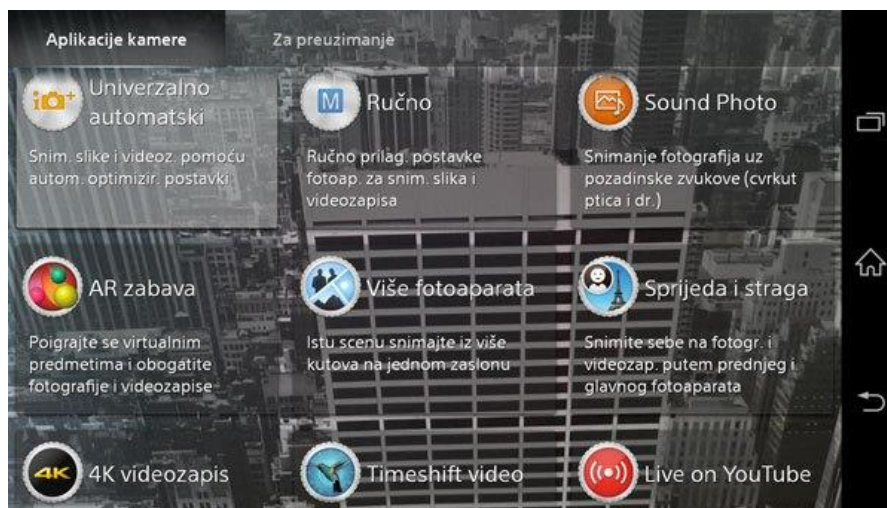 Aplikacije kamere
Za preuzimanje
iO+
Univerzalno
automatski
Snim. slike i videoz. pomoću
autom. optimizir. postavki
M
Ručno
Ručno prilag. postavke
fotoap. za snim. slika i
videozapisa
Sound Photo
Snimanje fotografija uz
pozadinske zvukove (cvrkut
ptica i dr.)
AR zabava
Poigrajte se virtualnim
predmetima i obogatite
fotografije i videozapise
Više fotoaparata
Istu scenu snimajte iz više
kutova na jednom zaslonu
Sprijeda i straga
Snimite sebe na fotogr. i
videozap. putem prednjeg i
glavnog fotoaparata
4K
4K videozapis
Timeshift video
Live on YouTube